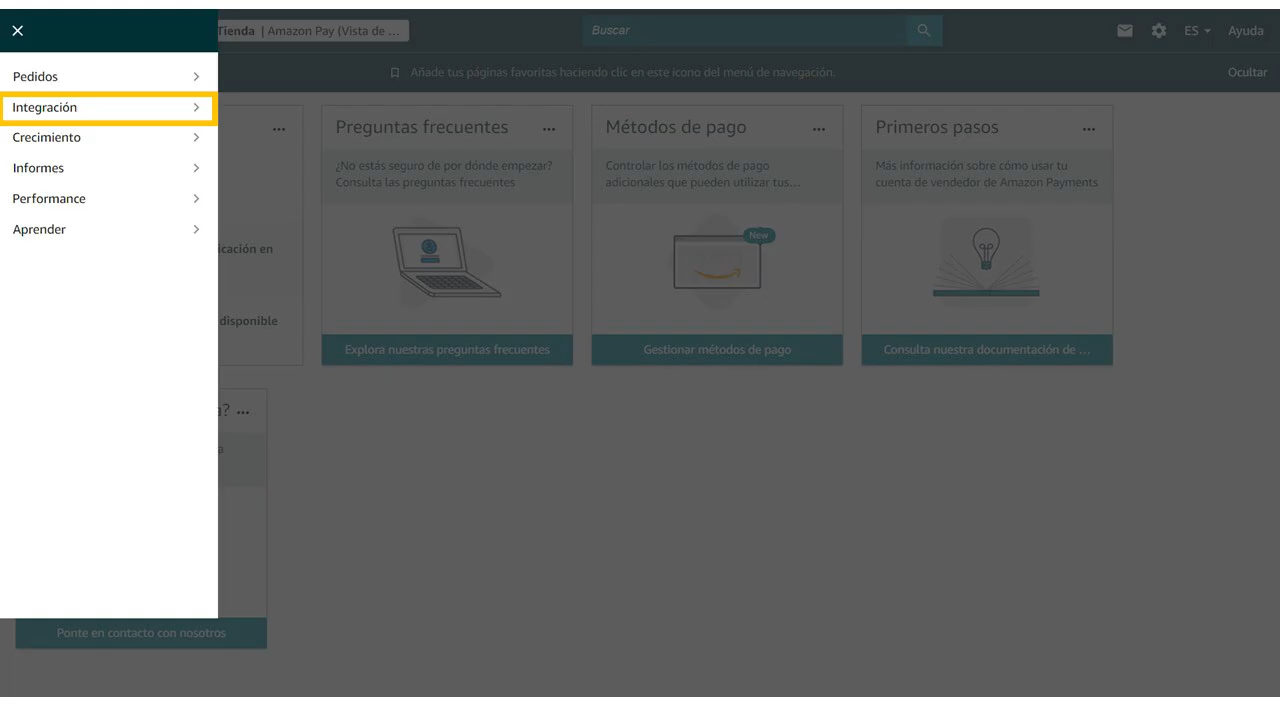 Tienda | Amazon Pay (Vista de ...
Buscar
ES
Ayuda
Añade tus páginas favoritas haciendo clic en este icono del menú de navegación.
Ocultar
Pedidos
Integración
Crecimiento
Informes
Performance
Aprender
icación en
disponible
Preguntas frecuentes
¿No estás seguro de por dónde empezar?
Consulta las preguntas frecuentes
Explora nuestras preguntas frecuentes
Métodos de pago
Controlar los métodos de pago
adicionales que pueden utilizar tus...
New
Gestionar métodos de pago
Primeros pasos
Más información sobre cómo usar tu
cuenta de vendedor de Amazon Payments
Consulta nuestra documentación de ...
a?
a
Ponte en contacto con nosotros